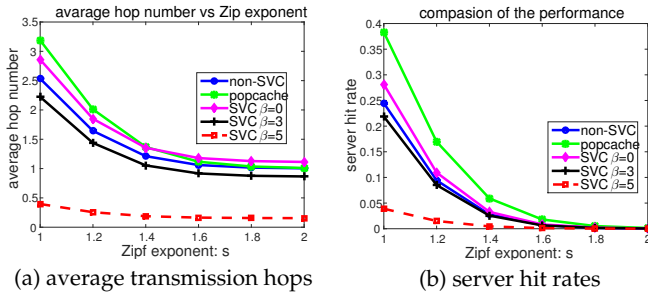 avarage hop number vs Zip exponent
average hop number
4
3.5
3
2.5
2
1.5
1
0.5
0
non-SVC
popcache
SVC β=0
SVC β=3
SVC β=5
1 1.2 1.4 1.6 1.8 2
Zipf exponent: s
(a) average transmission hops
compasion of the performance
server hit rate
0.4
0.35
0.3
0.25
0.2
0.15
0.1
0.05
0
non-SVC
popcache
SVC β=0
SVC β=3
SVC β=5
1 1.2 1.4 1.6 1.8 2
Zipf exponent: s
(b) server hit rates